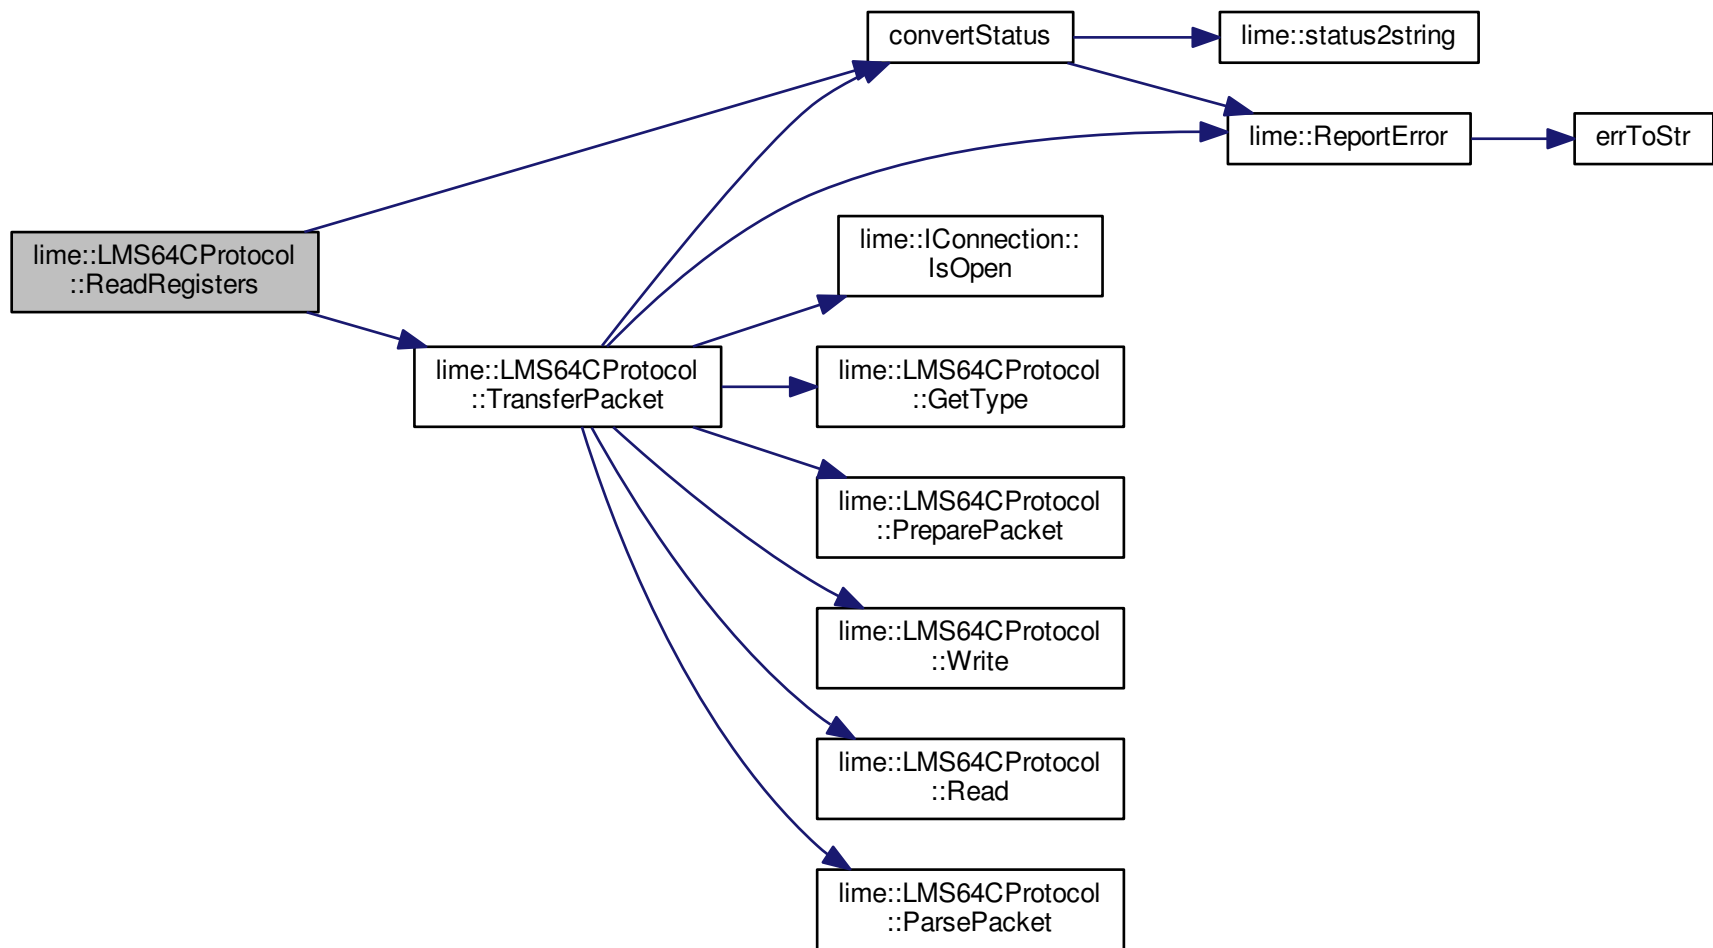 convertStatus
lime::status2string
lime::ReportError
errToStr
lime::LMS64CProtocol
::ReadRegisters
lime::IConnection::
IsOpen
lime::LMS64CProtocol
::TransferPacket
lime::LMS64CProtocol
::GetType
lime::LMS64CProtocol
::PreparePacket
lime::LMS64CProtocol
::Write
lime::LMS64CProtocol
::Read
lime::LMS64CProtocol
::ParsePacket